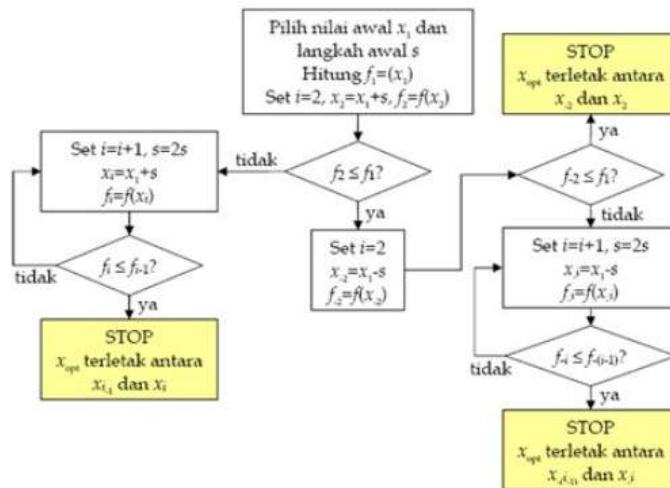 Pilih nilai awal x₁ dan
langkah awal s
Hitung f₁=(x₁)
Set i=2, x₂=x₁+s, f₂=f(x₂)
f₂ ≤ f₁?
tidak
ya
Set i=i+1, s=2s
xᵢ=x₁+s
fᵢ=f(xᵢ)
fᵢ ≤ fᵢ₋₁?
tidak
ya
STOP
xₒₚₜ terletak antara
xᵢ₋₁ dan xᵢ
Set i=2
x₋₂=x₁-s
f₋₂=f(x₋₂)
f₋₂ ≤ f₁?
ya
tidak
STOP
xₒₚₜ terletak antara
x₋₂ dan x₂
Set i=i+1, s=2s
x₋ᵢ=x₁-s
f₋ᵢ=f(x₋ᵢ)
f₋ᵢ ≤ f₋₍ᵢ₋₁₎?
tidak
ya
STOP
xₒₚₜ terletak antara
x₋₍ᵢ₋₁₎ dan x₋ᵢ